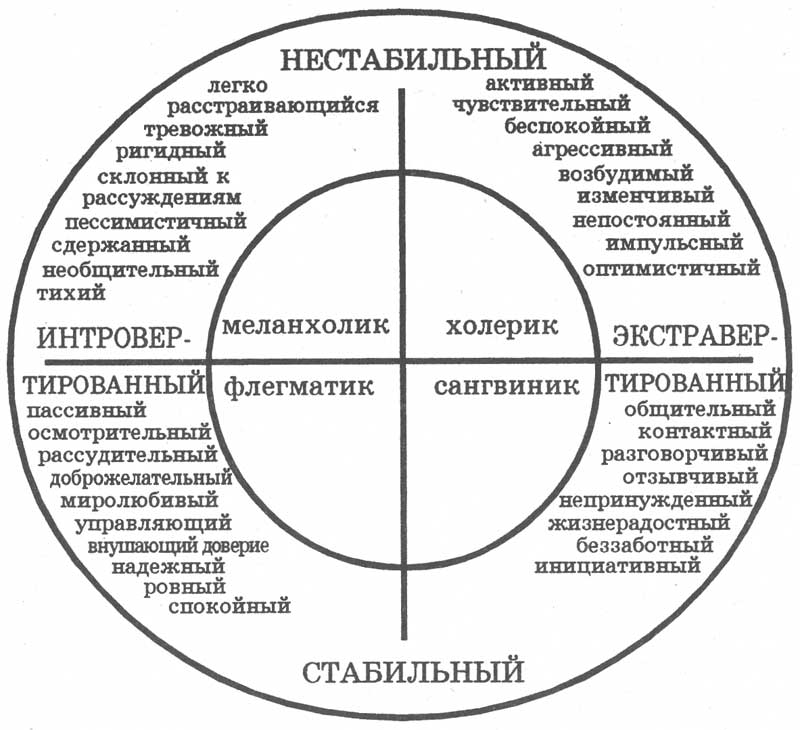 НЕСТАБИЛЬНЫЙ
легко
расстраивающийся
тревожный
ригидный
склонный к
рассуждениям
пессимистичный
сдержанный
необщительный
тихий
активный
чувствительный
беспокойный
агрессивный
возбудимый
изменчивый
непостоянный
импульсный
оптимистичный
ИНТРОВЕР-
меланхолик
холерик
ЭКСТРАВЕР-
ТИРОВАННЫЙ
флегматик
сангвиник
ТИРОВАННЫЙ
пассивный
осмотрительный
рассудительный
доброжелательный
миролюбивый
управляющий
внушающий доверие
надежный
ровный
спокойный
общительный
контактный
разговорчивый
отзывчивый
непринужденный
жизнерадостный
беззаботный
инициативный
СТАБИЛЬНЫЙ